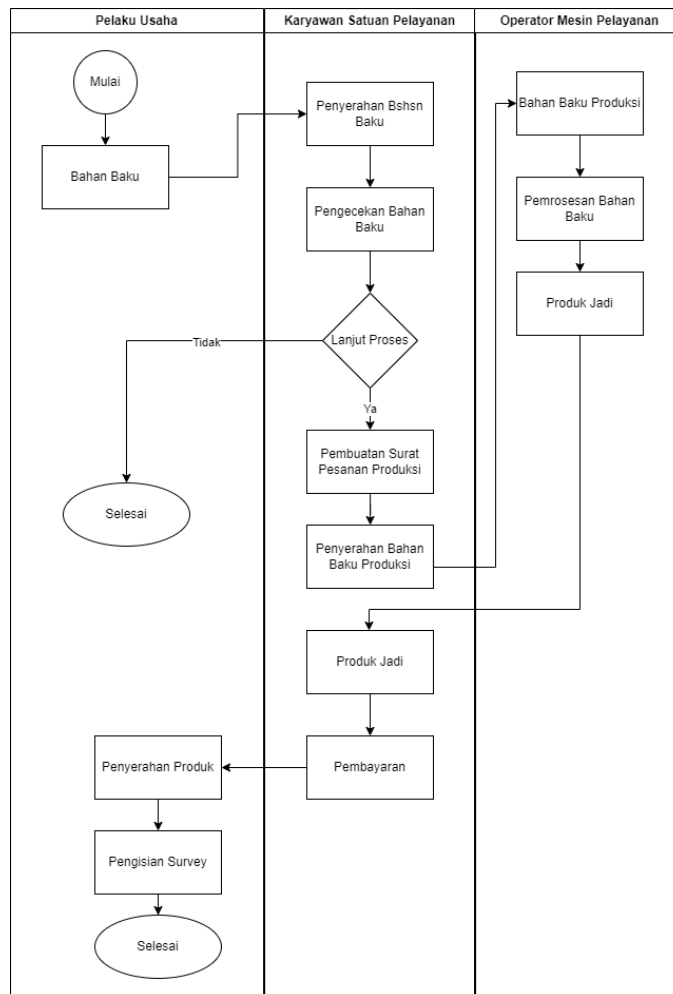 Pelaku Usaha
Karyawan Satuan Pelayanan
Operator Mesin Pelayanan
Mulai
Bahan Baku
Penyerahan Bshsn
Baku
Pengecekan Bahan
Baku
Lanjut Proses
Tidak
Ya
Selesai
Pembuatan Surat
Pesanan Produksi
Penyerahan Bahan
Baku Produksi
Bahan Baku Produksi
Pemrosesan Bahan
Baku
Produk Jadi
Produk Jadi
Pembayaran
Penyerahan Produk
Pengisian Survey
Selesai